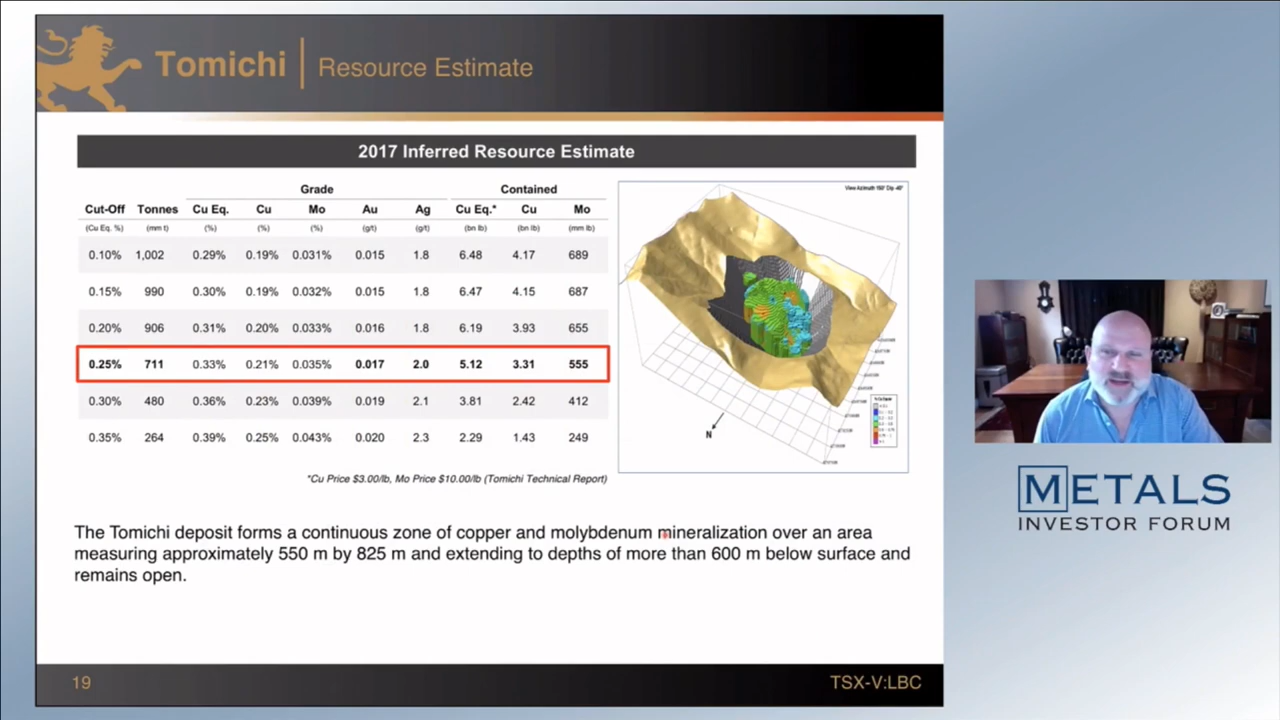 Tomichi
Resource Estimate
2017 Inferred Resource Estimate
Grade Contained
Cut-Off Tonnes Cu Eq. Cu Mo Au Ag Cu Eq.* Cu Mo
(Cu Eq. %) (mm t) (%) (%) (%) (g/t) (g/t) (bn lb) (bn lb) (mm lb)
0.10% 1,002 0.29% 0.19% 0.031% 0.015 1.8 6.48 4.17 689
0.15% 990 0.30% 0.19% 0.032% 0.015 1.8 6.47 4.15 687
0.20% 906 0.31% 0.20% 0.033% 0.016 1.8 6.19 3.93 655
0.25% 711 0.33% 0.21% 0.035% 0.017 2.0 5.12 3.31 555
0.30% 480 0.36% 0.23% 0.039% 0.019 2.1 3.81 2.42 412
0.35% 264 0.39% 0.25% 0.043% 0.020 2.3 2.29 1.43 249
*Cu Price $3.00/lb, Mo Price $10.00/lb (Tomichi Technical Report)
N
The Tomichi deposit forms a continuous zone of copper and molybdenum mineralization over an area
measuring approximately 550 m by 825 m and extending to depths of more than 600 m below surface and
remains open.
19
TSX-V:LBC
METALS
INVESTOR FORUM